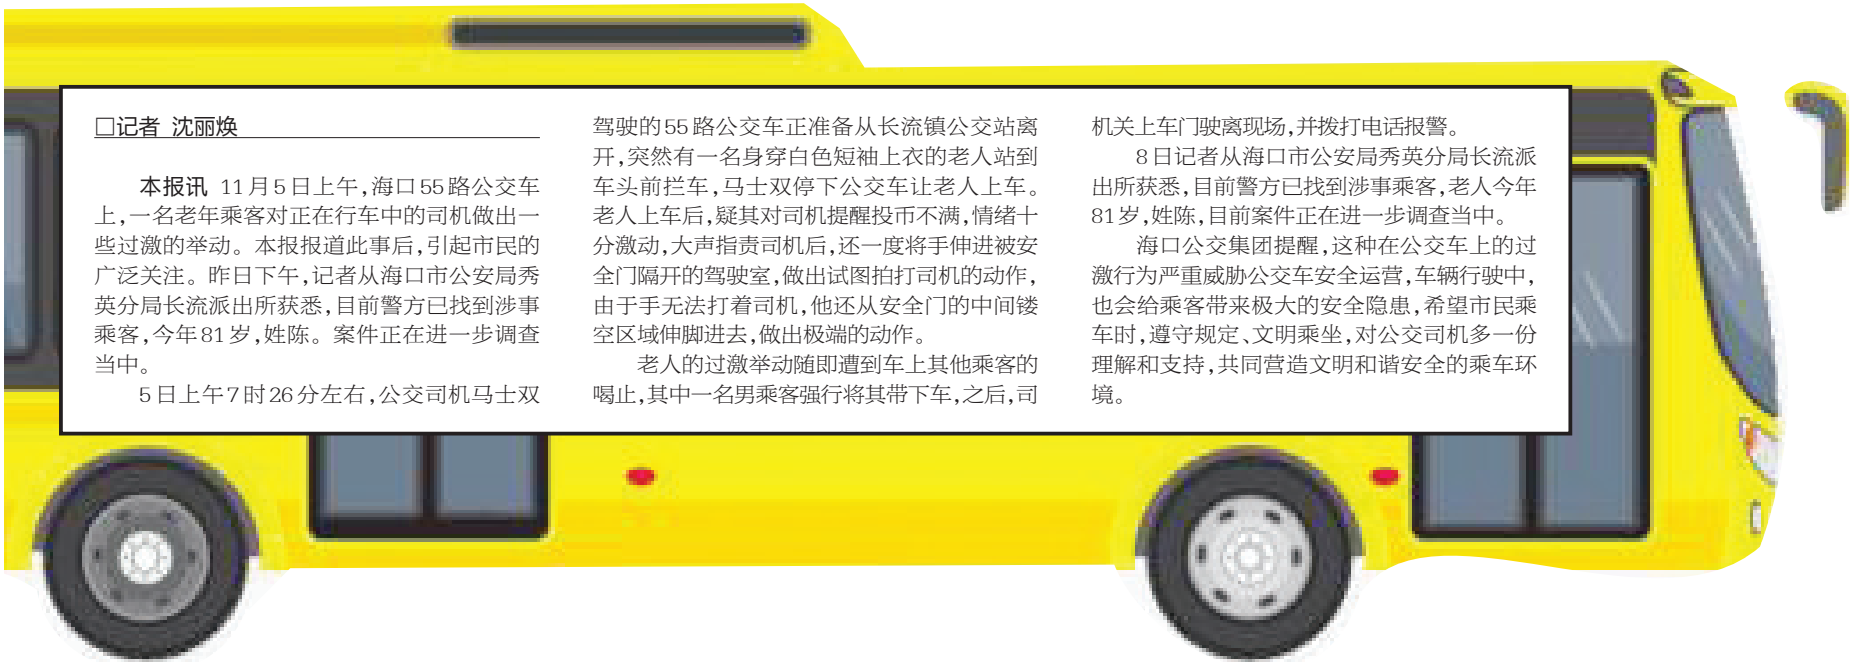 □记者 沈丽焕
本报讯 11月5日上午,海口55路公交车
上,一名老年乘客对正在行车中的司机做出一
些过激的举动。本报报道此事后,引起市民的
广泛关注。昨日下午,记者从海口市公安局秀
英分局长流派出所获悉,目前警方已找到涉事
乘客,今年81岁,姓陈。案件正在进一步调查
当中。
5日上午7时26分左右,公交司机马士双
驾驶的55路公交车正准备从长流镇公交站离
开,突然有一名身穿白色短袖上衣的老人站到
车头前拦车,马士双停下公交车让老人上车。
老人上车后,疑其对司机提醒投币不满,情绪十
分激动,大声指责司机后,还一度将手伸进被安
全门隔开的驾驶室,做出试图拍打司机的动作,
由于手无法打着司机,他还从安全门的中间镂
空区域伸脚进去,做出极端的动作。
老人的过激举动随即遭到车上其他乘客的
喝止,其中一名男乘客强行将其带下车,之后,司
机关上车门驶离现场,并拨打电话报警。
8日记者从海口市公安局秀英分局长流派
出所获悉,目前警方已找到涉事乘客,老人今年
81岁,姓陈,目前案件正在进一步调查当中。
海口公交集团提醒,这种在公交车上的过
激行为严重威胁公交车安全运营,车辆行驶中,
也会给乘客带来极大的安全隐患,希望市民乘
车时,遵守规定、文明乘坐,对公交司机多一份
理解和支持,共同营造文明和谐安全的乘车环
境。